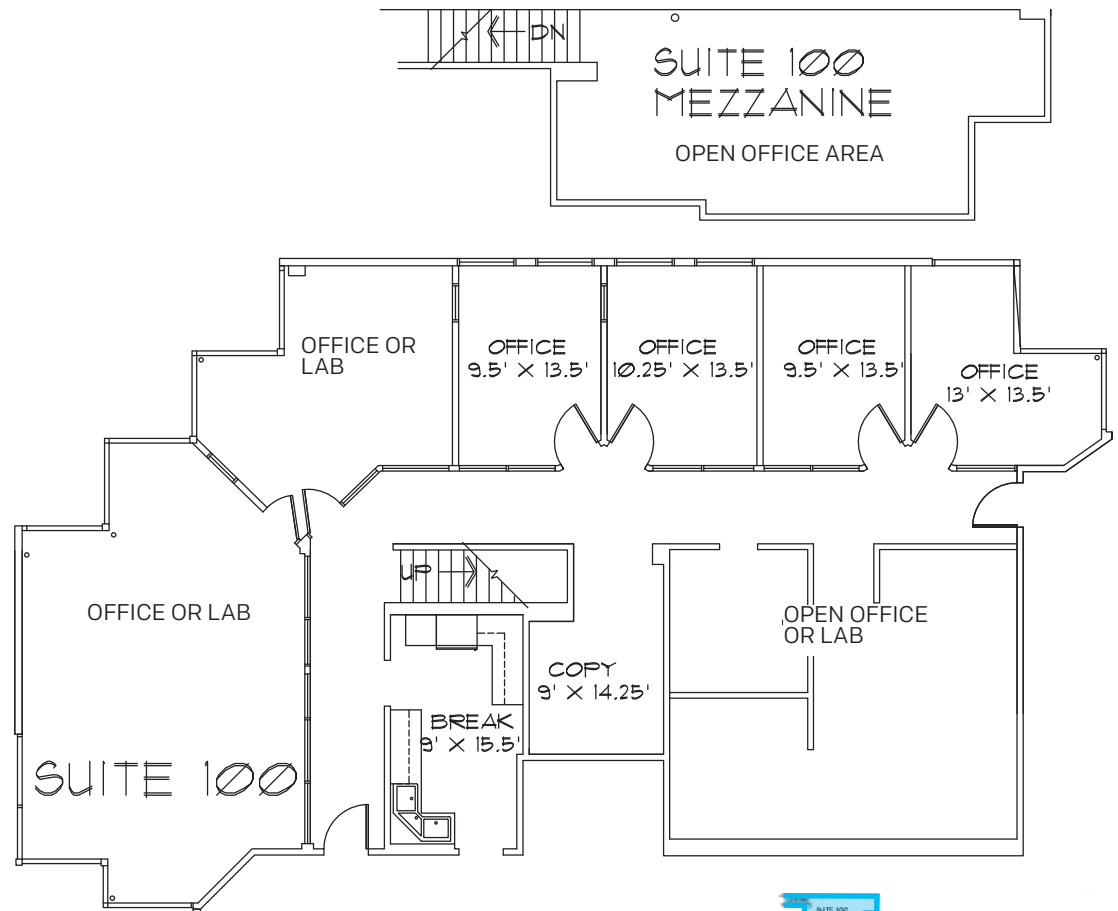 DN
SUITE 100
MEZZANINE
OPEN OFFICE AREA
OFFICE OR
LAB
OFFICE
9.5' X 13.5'
OFFICE
10.25' X 13.5'
OFFICE
9.5' X 13.5'
OFFICE
13' X 13.5'
UP
OFFICE OR LAB
OPEN OFFICE
OR LAB
COPY
9' X 14.25'
BREAK
9' X 15.5'
SUITE 100
SUITE 100